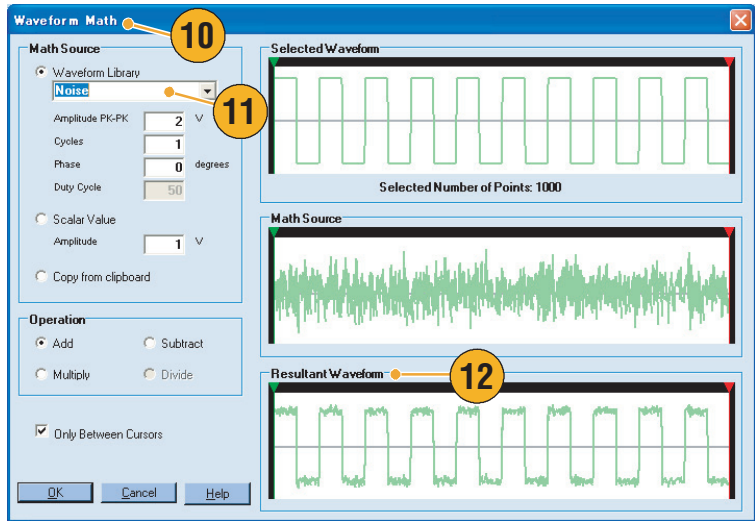 Waveform Math
10
Math Source
Waveform Library
Noise
11
Amplitude PK-PK 2 V
Cycles 1
Phase 0 degrees
Duty Cycle 50
Scalar Value
Amplitude 1 V
Copy from clipboard
Operation
Add Subtract
Multiply Divide
Only Between Cursors
OK Cancel Help
Selected Waveform
Selected Number of Points: 1000
Math Source
Resultant Waveform
12